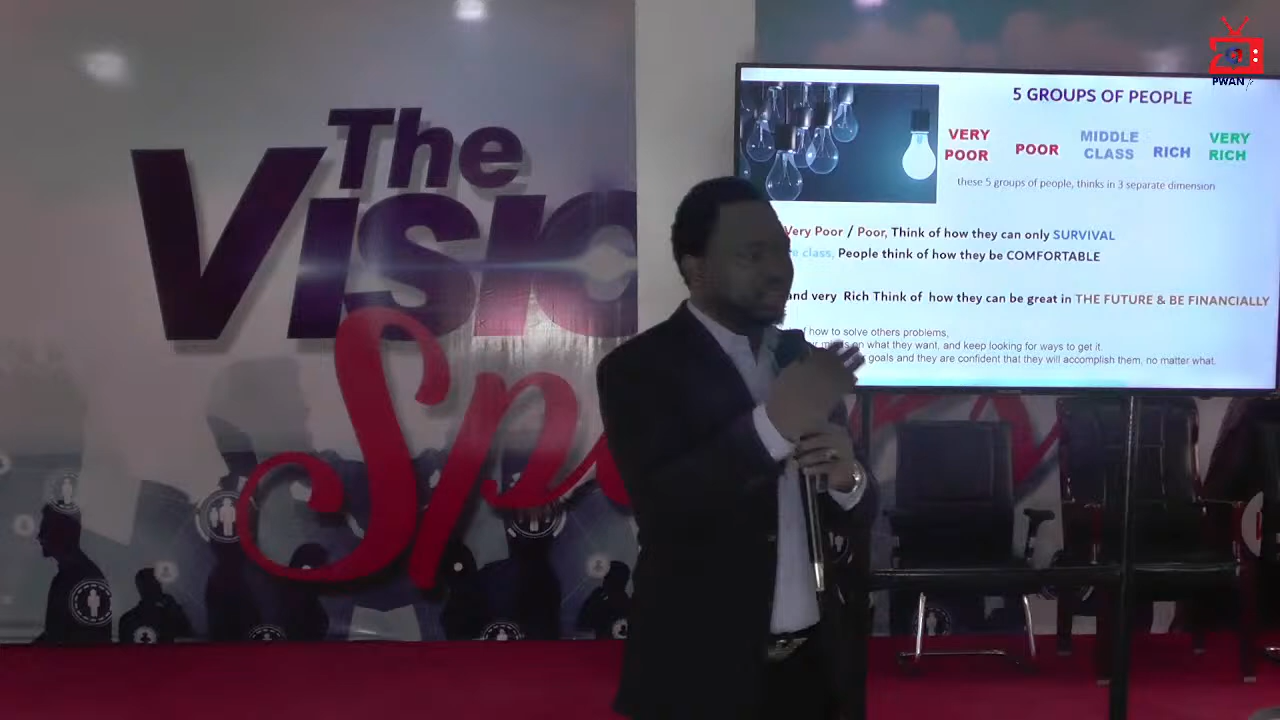 The
Visio
Sp
PWAN
5 GROUPS OF PEOPLE
VERY POOR
POOR
MIDDLE CLASS
RICH
VERY RICH
these 5 groups of people, thinks in 3 separate dimension
Very Poor / Poor, Think of how they can only SURVIVAL
class, People think of how they be COMFORTABLE
and very Rich Think of how they can be great in THE FUTURE & BE FINANCIALLY
of how to solve others problems,
on what they want, and keep looking for ways to get it.
goals and they are confident that they will accomplish them, no matter what.